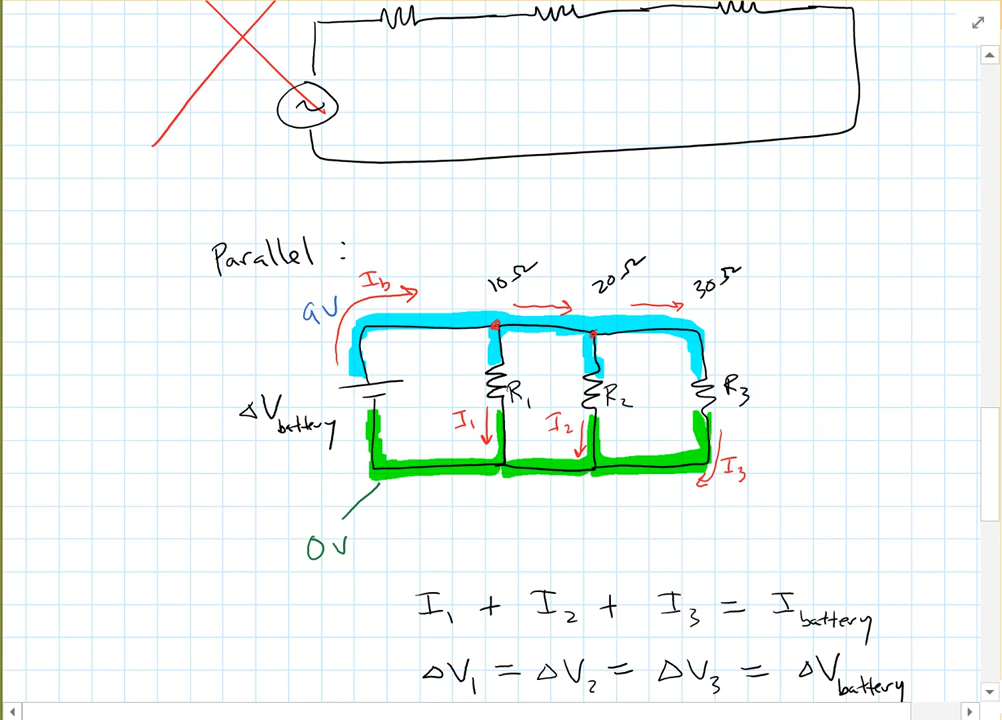 Parallel :
I_b
10Ω 20Ω 30Ω
9V
R₁ R₂ R₃
ΔV_battery
I₁ I₂ I₃
0V
I₁ + I₂ + I₃ = I_battery
ΔV₁ = ΔV₂ = ΔV₃ = ΔV_battery